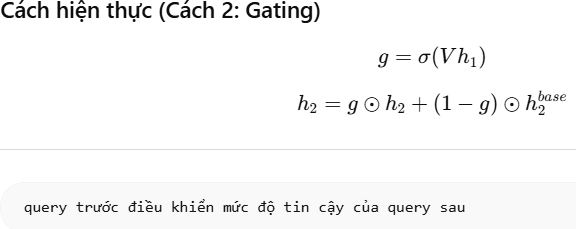 Cách hiện thực (Cách 2: Gating)
g = σ(Vh₁)
h₂ = g ⊙ h₂ + (1 − g) ⊙ h₂^{base}
query trước điều khiển mức độ tin cậy của query sau